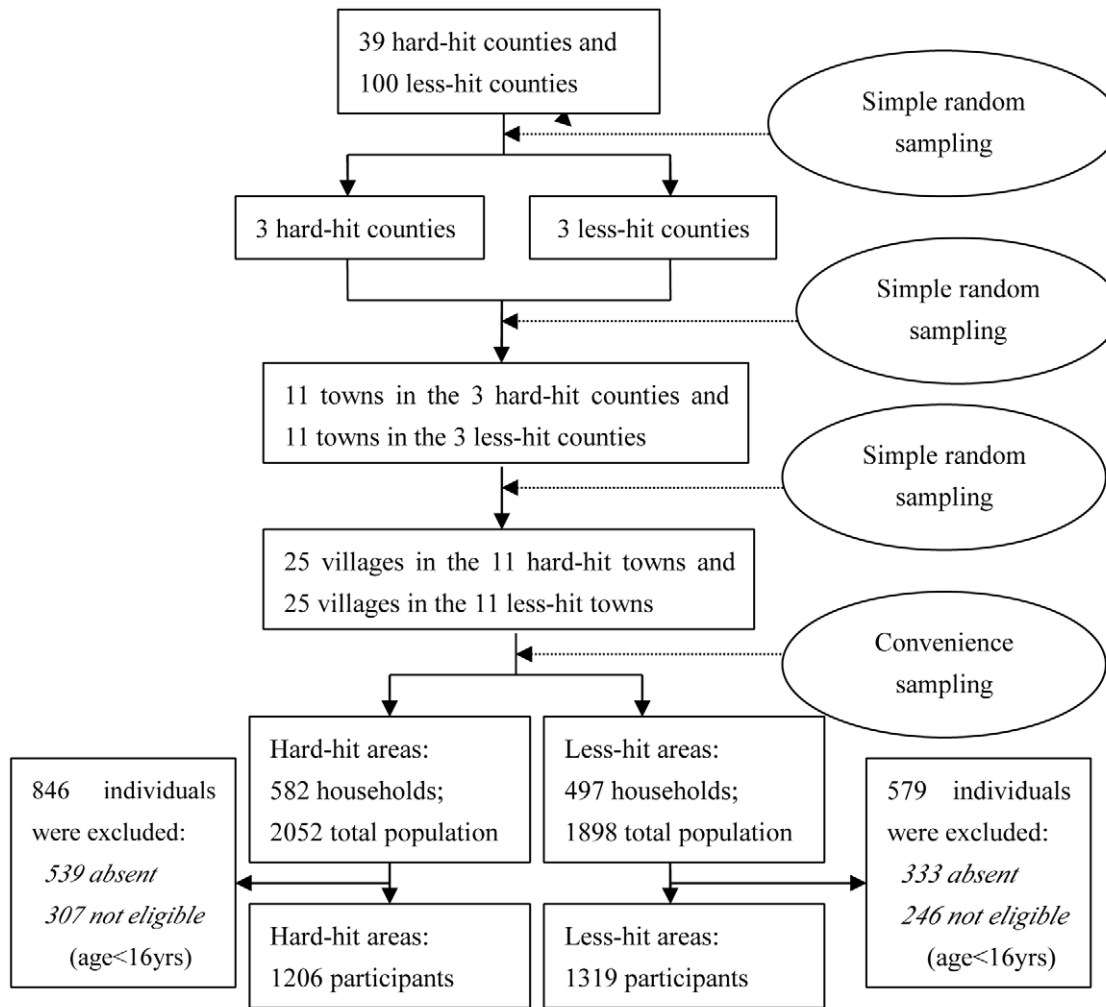 39 hard-hit counties and
100 less-hit counties
Simple random
sampling
3 hard-hit counties
3 less-hit counties
Simple random
sampling
11 towns in the 3 hard-hit counties and
11 towns in the 3 less-hit counties
Simple random
sampling
25 villages in the 11 hard-hit towns and
25 villages in the 11 less-hit towns
Convenience
sampling
Hard-hit areas:
582 households;
2052 total population
Less-hit areas:
497 households;
1898 total population
846 individuals
were excluded:
539 absent
307 not eligible
(age<16yrs)
579 individuals
were excluded:
333 absent
246 not eligible
(age<16yrs)
Hard-hit areas:
1206 participants
Less-hit areas:
1319 participants